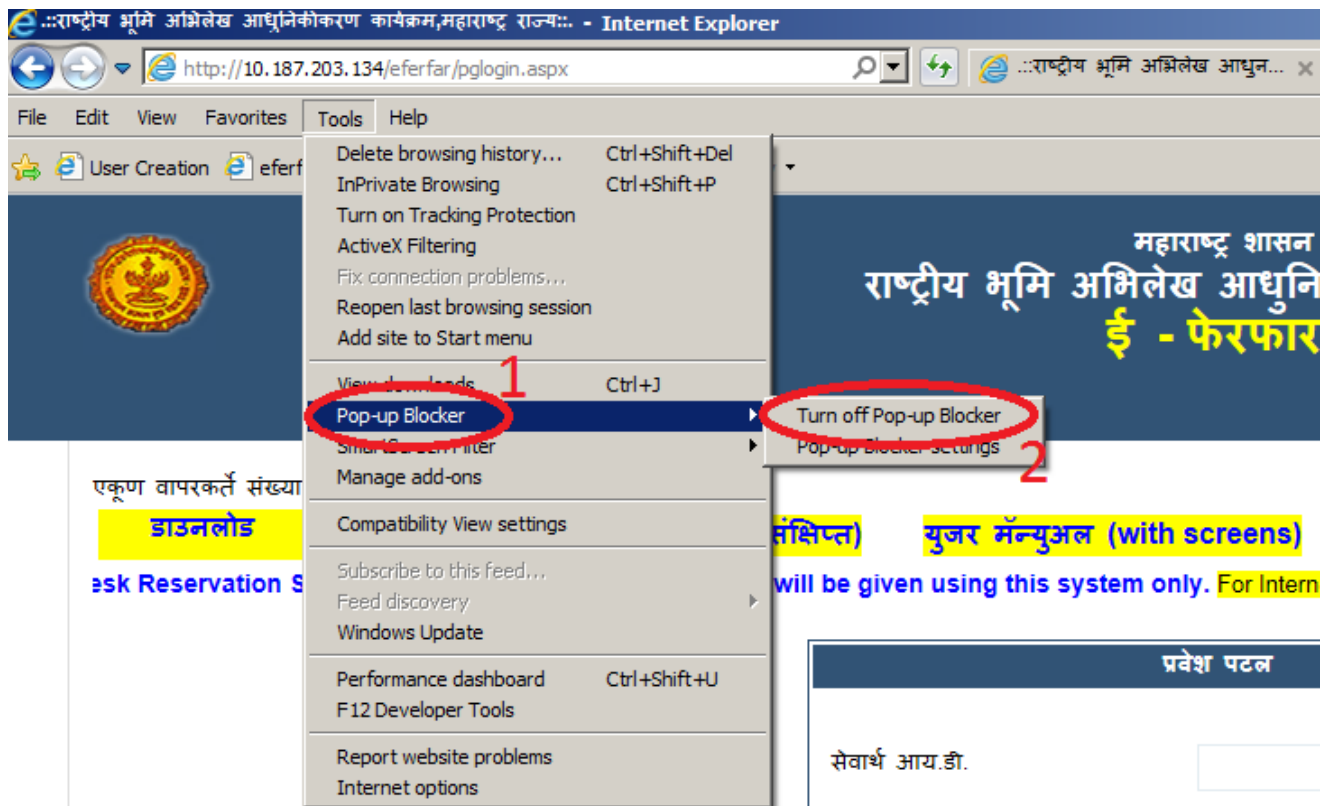 .::राष्ट्रीय भूमि अभिलेख आधुनिकीकरण कार्यक्रम,महाराष्ट्र राज्य::. - Internet Explorer
http://10.187.203.134/eferfar/pglogin.aspx
.::राष्ट्रीय भूमि अभिलेख आधुन...
File Edit View Favorites Tools Help
User Creation eferf
Delete browsing history... Ctrl+Shift+Del
InPrivate Browsing Ctrl+Shift+P
Turn on Tracking Protection
ActiveX Filtering
Fix connection problems...
Reopen last browsing session
Add site to Start menu
View downloads Ctrl+J
1
Pop-up Blocker
SmartScreen Filter
Manage add-ons
Compatibility View settings
Subscribe to this feed...
Feed discovery
Windows Update
Performance dashboard Ctrl+Shift+U
F12 Developer Tools
Report website problems
Internet options
Turn off Pop-up Blocker
Pop-up Blocker settings
2
महाराष्ट्र शासन
राष्ट्रीय भूमि अभिलेख आधुनि
ई - फेरफार
एकूण वापरकर्ते संख्या
डाउनलोड संक्षिप्त) युजर मॅन्युअल (with screens)
esk Reservation S will be given using this system only. For Intern
प्रवेश पटल
सेवार्थ आय.डी.